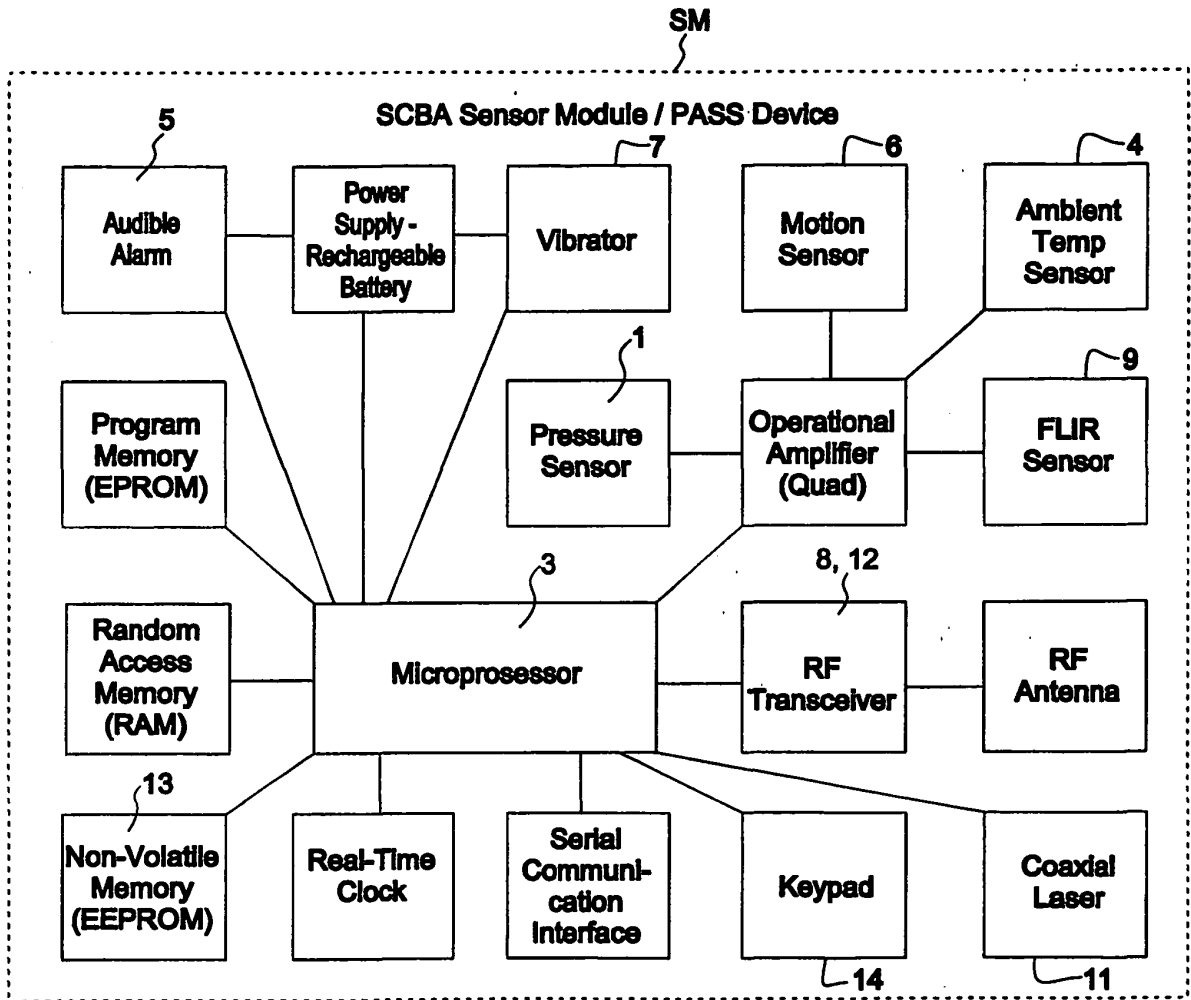 SM
SCBA Sensor Module / PASS Device
5
7
6
4
Audible
Alarm
Power
Supply -
Rechargeable
Battery
Vibrator
Motion
Sensor
Ambient
Temp
Sensor
1
9
Program
Memory
(EPROM)
Pressure
Sensor
Operational
Amplifier
(Quad)
FLIR
Sensor
3
8, 12
Random
Access
Memory
(RAM)
Microprosessor
RF
Transceiver
RF
Antenna
13
Non-Volatile
Memory
(EEPROM)
Real-Time
Clock
Serial
Communi-
cation
Interface
Keypad
Coaxial
Laser
14
11